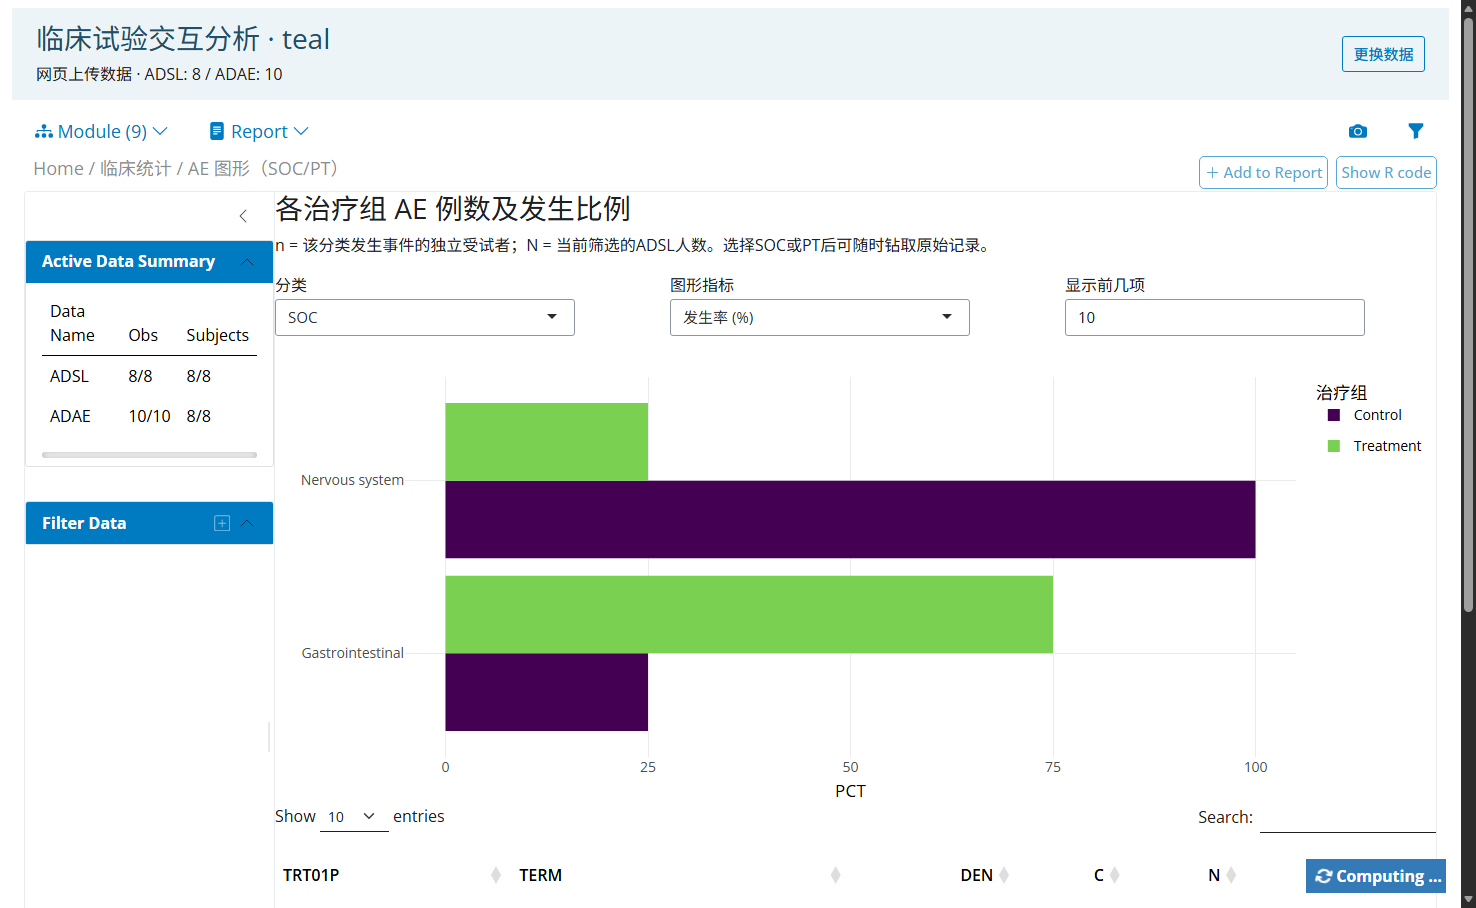 临床试验交互分析 · teal
网页上传数据 · ADSL: 8 / ADAE: 10
更换数据
Module (9)
Report
Home / 临床统计 / AE 图形（SOC/PT）
+ Add to Report
Show R code
各治疗组 AE 例数及发生比例
n = 该分类发生事件的独立受试者；N = 当前筛选的ADSL人数。选择SOC或PT后可随时钻取原始记录。
Active Data Summary
Data Name Obs Subjects
ADSL 8/8 8/8
ADAE 10/10 8/8
Filter Data
分类
SOC
图形指标
发生率 (%)
显示前几项
10
治疗组
Control
Treatment
Nervous system
Gastrointestinal
0 25 50 75 100
PCT
Show 10 entries
Search:
TRT01P TERM DEN C N
Computing ...